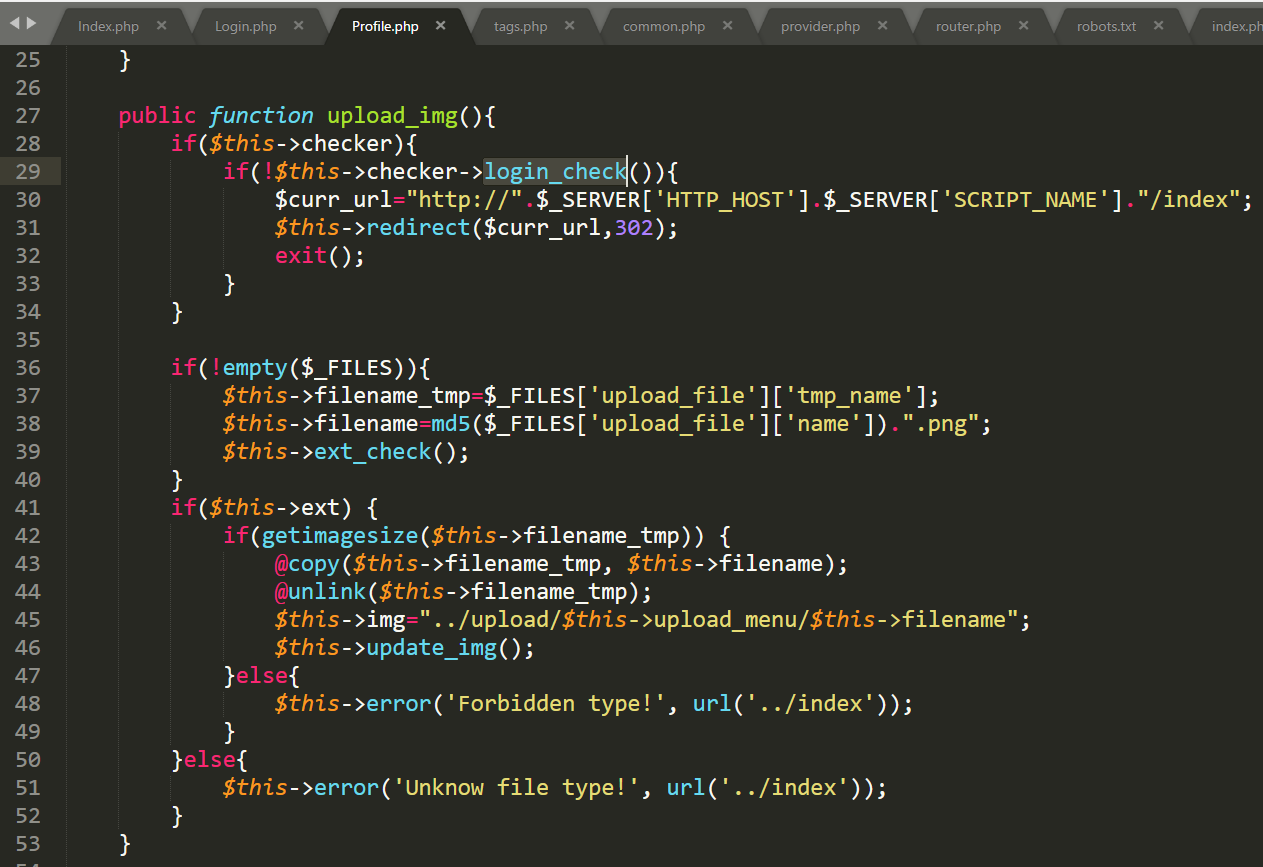 Index.php × Login.php × Profile.php × tags.php × common.php × provider.php × router.php × robots.txt × index.ph
25 }
26
27 public function upload_img(){
28 if($this->checker){
29 if(!$this->checker->login_check()){
30 $curr_url="http://".$_SERVER['HTTP_HOST'].$_SERVER['SCRIPT_NAME']."/index";
31 $this->redirect($curr_url,302);
32 exit();
33 }
34 }
35
36 if(!empty($_FILES)){
37 $this->filename_tmp=$_FILES['upload_file']['tmp_name'];
38 $this->filename=md5($_FILES['upload_file']['name']).".png";
39 $this->ext_check();
40 }
41 if($this->ext) {
42 if(getimagesize($this->filename_tmp)) {
43 @copy($this->filename_tmp, $this->filename);
44 @unlink($this->filename_tmp);
45 $this->img="../upload/$this->upload_menu/$this->filename";
46 $this->update_img();
47 }else{
48 $this->error('Forbidden type!', url('../index'));
49 }
50 }else{
51 $this->error('Unknow file type!', url('../index'));
52 }
53 }